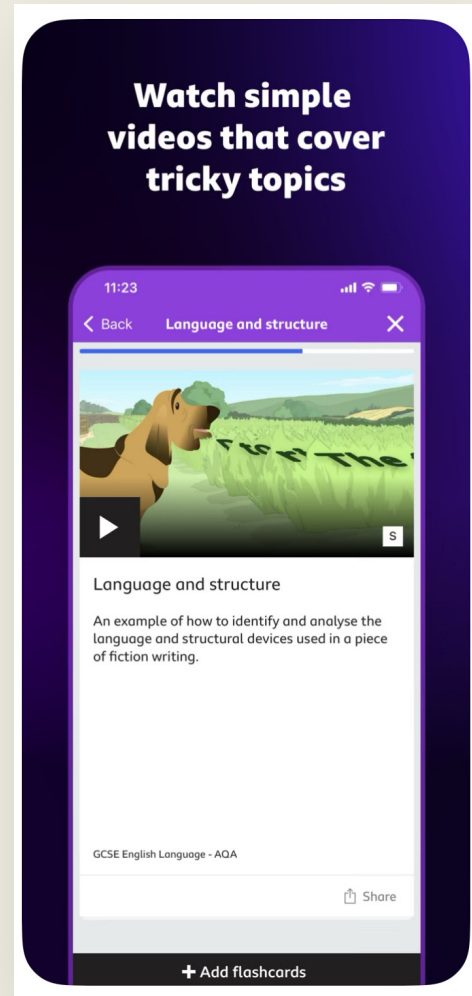 Watch simple
videos that cover
tricky topics
11:23
Back Language and structure
The
S
Language and structure
An example of how to identify and analyse the
language and structural devices used in a piece
of fiction writing.
GCSE English Language - AQA
Share
Add flashcards